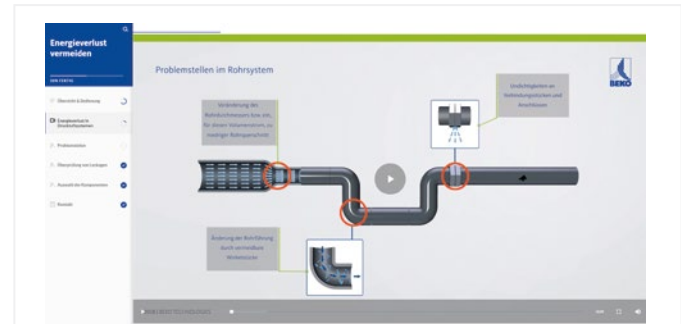 Energieverlust
vermeiden
Übersicht & Bedienung
Energieverlust in
Druckluftsystemen
Problemstellen
Überprüfung von Leckagen
Auswahl der Komponenten
Kontakt
Problemstellen im Rohrsystem
BEKO
Veränderung des
Rohrdurchmessers bzw. ein,
für diesen Volumenstrom, zu
niedriger Rohrquerschnitt
Undichtigkeiten an
Verbindungsstücken und
Anschlüssen
Änderung der Rohrführung
durch vermeidbare
Winkelstücke
BEKO TECHNOLOGIES